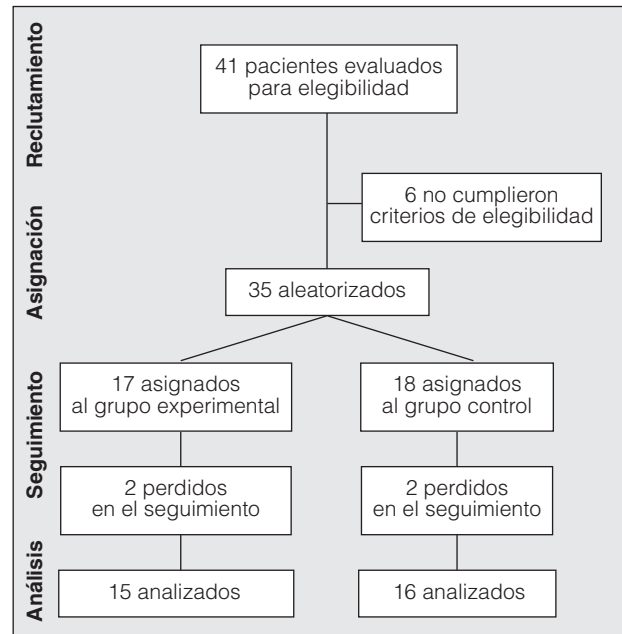 Reclutamiento
41 pacientes evaluados
para elegibilidad
6 no cumplieron
criterios de elegibilidad
Asignación
35 aleatorizados
Seguimiento
17 asignados
al grupo experimental
18 asignados
al grupo control
2 perdidos
en el seguimiento
2 perdidos
en el seguimiento
Análisis
15 analizados
16 analizados